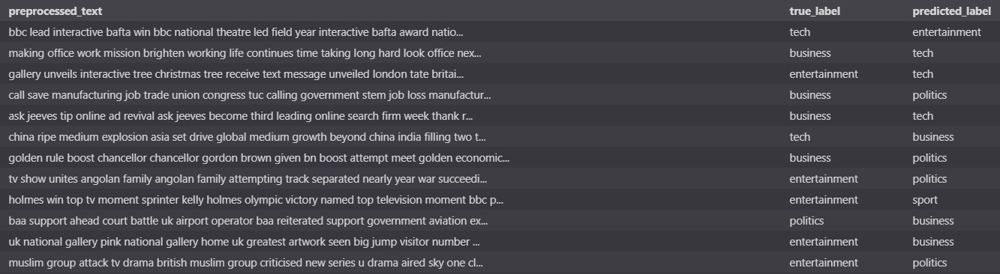 preprocessed_text true_label predicted_label
bbc lead interactive bafta win bbc national theatre led field year interactive bafta award natio... tech entertainment
making office work mission brighten working life continues time taking long hard look office nex... business tech
gallery unveils interactive tree christmas tree receive text message unveiled london tate britai... entertainment tech
call save manufacturing job trade union congress tuc calling government stem job loss manufactur... business politics
ask jeeves tip online ad revival ask jeeves become third leading online search firm week thank r... business tech
china ripe medium explosion asia set drive global medium growth beyond china india filling two t... tech business
golden rule boost chancellor chancellor gordon brown given bn boost attempt meet golden economic... business politics
tv show unites angolan family angolan family attempting track separated nearly year war succeedi... entertainment politics
holmes win top tv moment sprinter kelly holmes olympic victory named top television moment bbc p... entertainment sport
baa support ahead court battle uk airport operator baa reiterated support government aviation ex... politics business
uk national gallery pink national gallery home uk greatest artwork seen big jump visitor number ... entertainment business
muslim group attack tv drama british muslim group criticised new series u drama aired sky one cl... entertainment politics